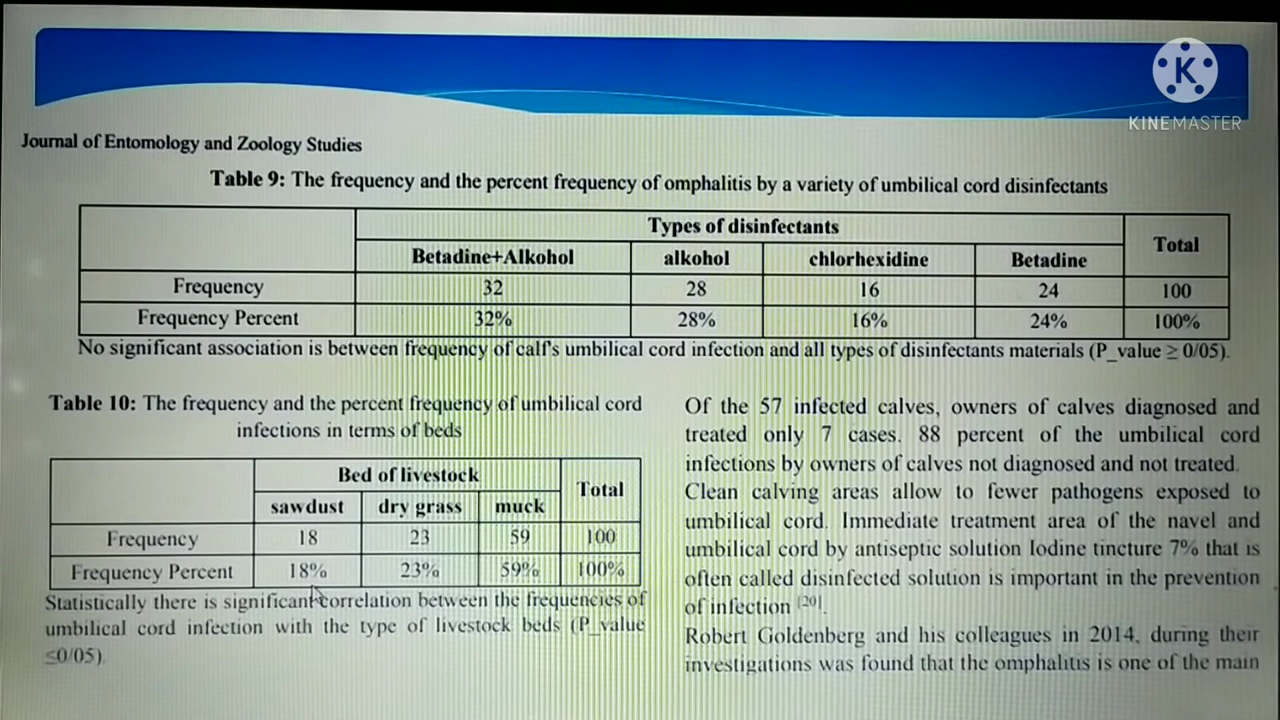 K
KINEMASTER
Journal of Entomology and Zoology Studies
Table 9: The frequency and the percent frequency of omphalitis by a variety of umbilical cord disinfectants
Types of disinfectants Total
Betadine+Alkohol alkohol chlorhexidine Betadine
Frequency 32 28 16 24 100
Frequency Percent 32% 28% 16% 24% 100%
No significant association is between frequency of calf's umbilical cord infection and all types of disinfectants materials (P_value ≥ 0/05).
Table 10: The frequency and the percent frequency of umbilical cord
infections in terms of beds
Bed of livestock Total
sawdust dry grass muck
Frequency 18 23 59 100
Frequency Percent 18% 23% 59% 100%
Statistically there is significant correlation between the frequencies of
umbilical cord infection with the type of livestock beds (P_value
≤0/05).
Of the 57 infected calves, owners of calves diagnosed and
treated only 7 cases. 88 percent of the umbilical cord
infections by owners of calves not diagnosed and not treated.
Clean calving areas allow to fewer pathogens exposed to
umbilical cord. Immediate treatment area of the navel and
umbilical cord by antiseptic solution Iodine tincture 7% that is
often called disinfected solution is important in the prevention
of infection [20].
Robert Goldenberg and his colleagues in 2014, during their
investigations was found that the omphalitis is one of the main